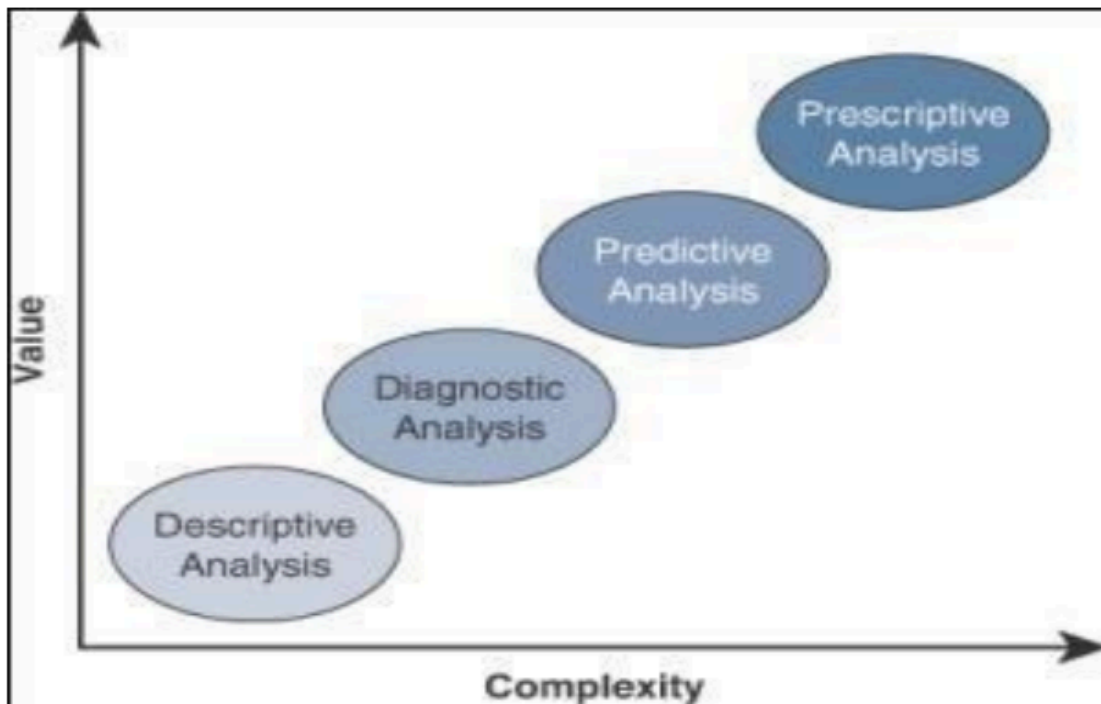 Prescriptive
Analysis
Predictive
Analysis
Value
Diagnostic
Analysis
Descriptive
Analysis
Complexity